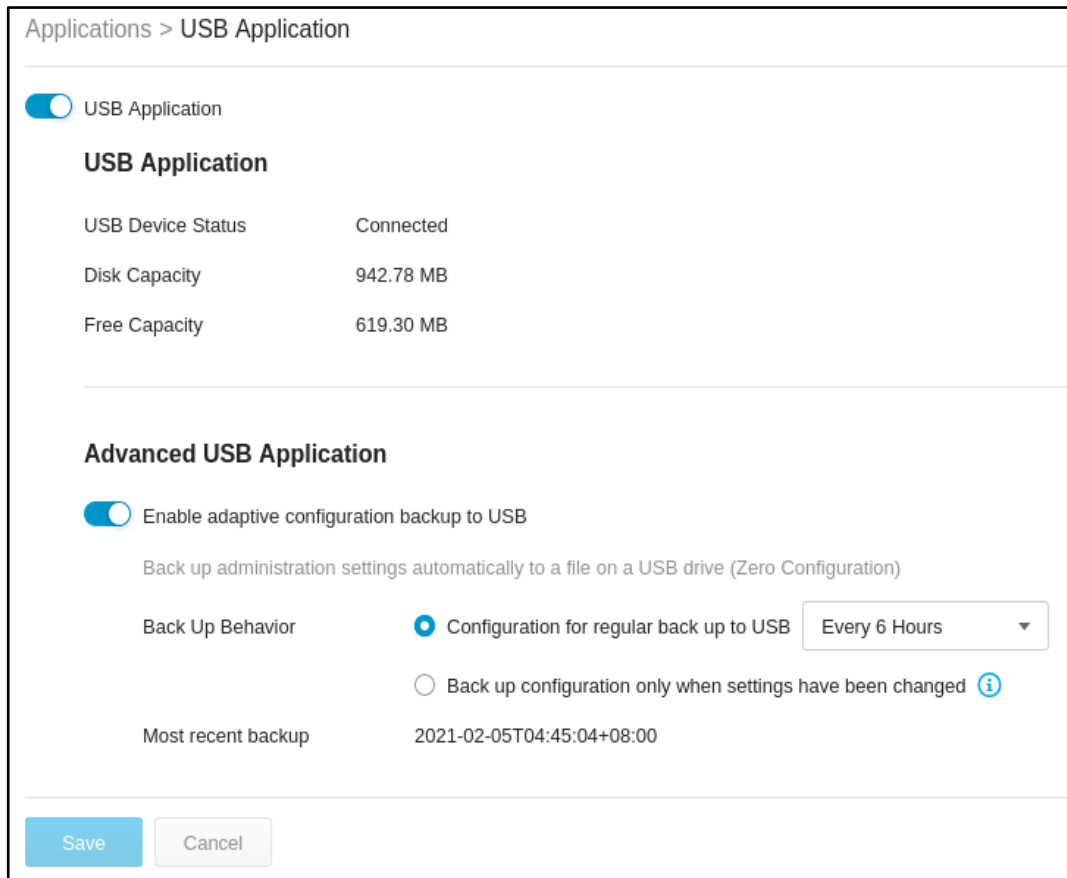 Applications > USB Application
USB Application
USB Application
USB Device Status Connected
Disk Capacity 942.78 MB
Free Capacity 619.30 MB
Advanced USB Application
Enable adaptive configuration backup to USB
Back up administration settings automatically to a file on a USB drive (Zero Configuration)
Back Up Behavior Configuration for regular back up to USB Every 6 Hours
Back up configuration only when settings have been changed
Most recent backup 2021-02-05T04:45:04+08:00
Save Cancel